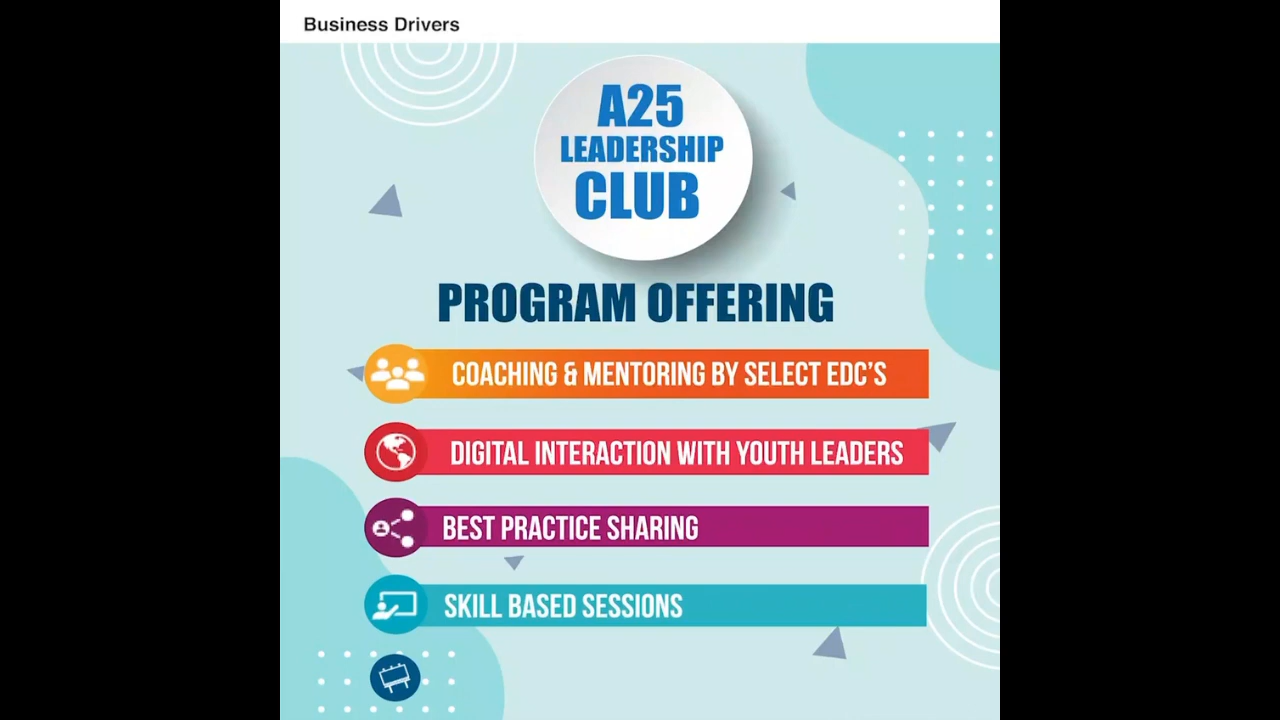 Business Drivers
A25
LEADERSHIP
CLUB
PROGRAM OFFERING
COACHING & MENTORING BY SELECT EDC'S
DIGITAL INTERACTION WITH YOUTH LEADERS
BEST PRACTICE SHARING
SKILL BASED SESSIONS